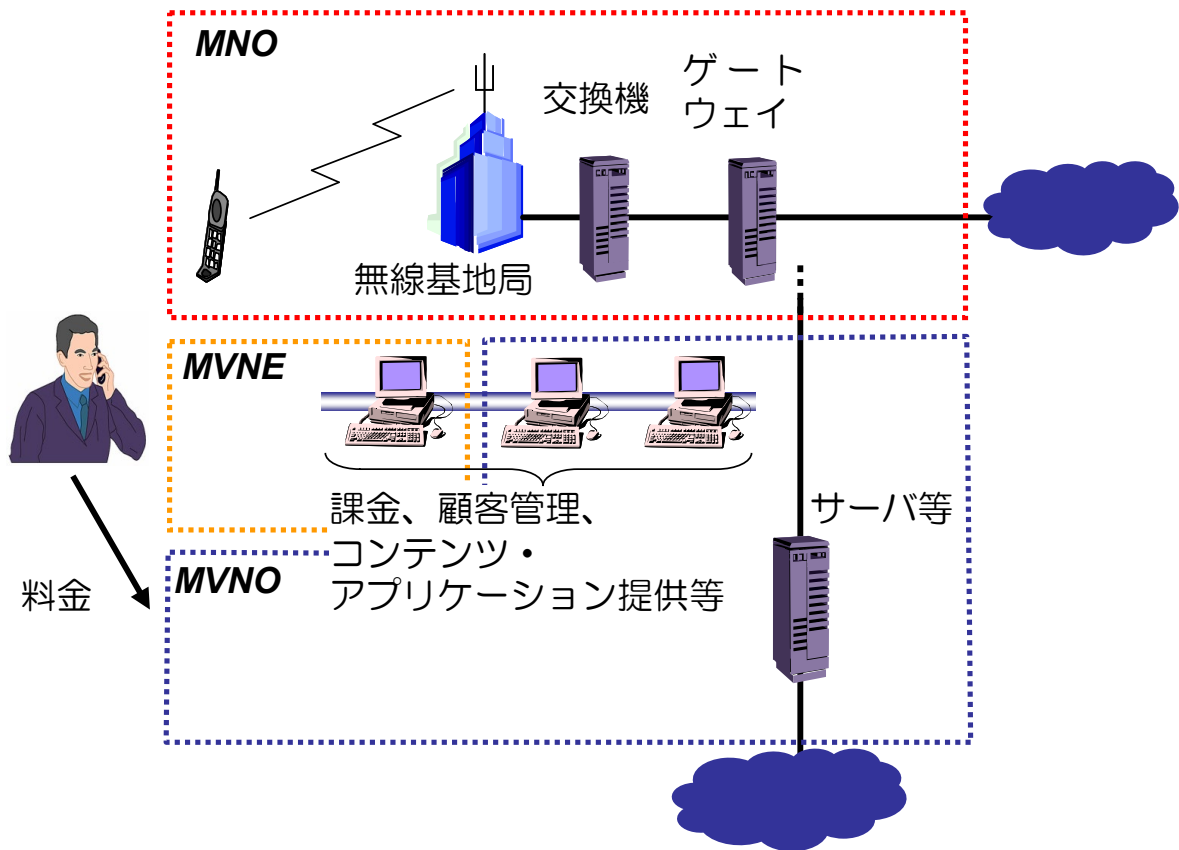 MNO
交換機
ゲート
ウェイ
無線基地局
MVNE
課金、顧客管理、
コンテンツ・
アプリケーション提供等
サーバ等
MVNO
料金